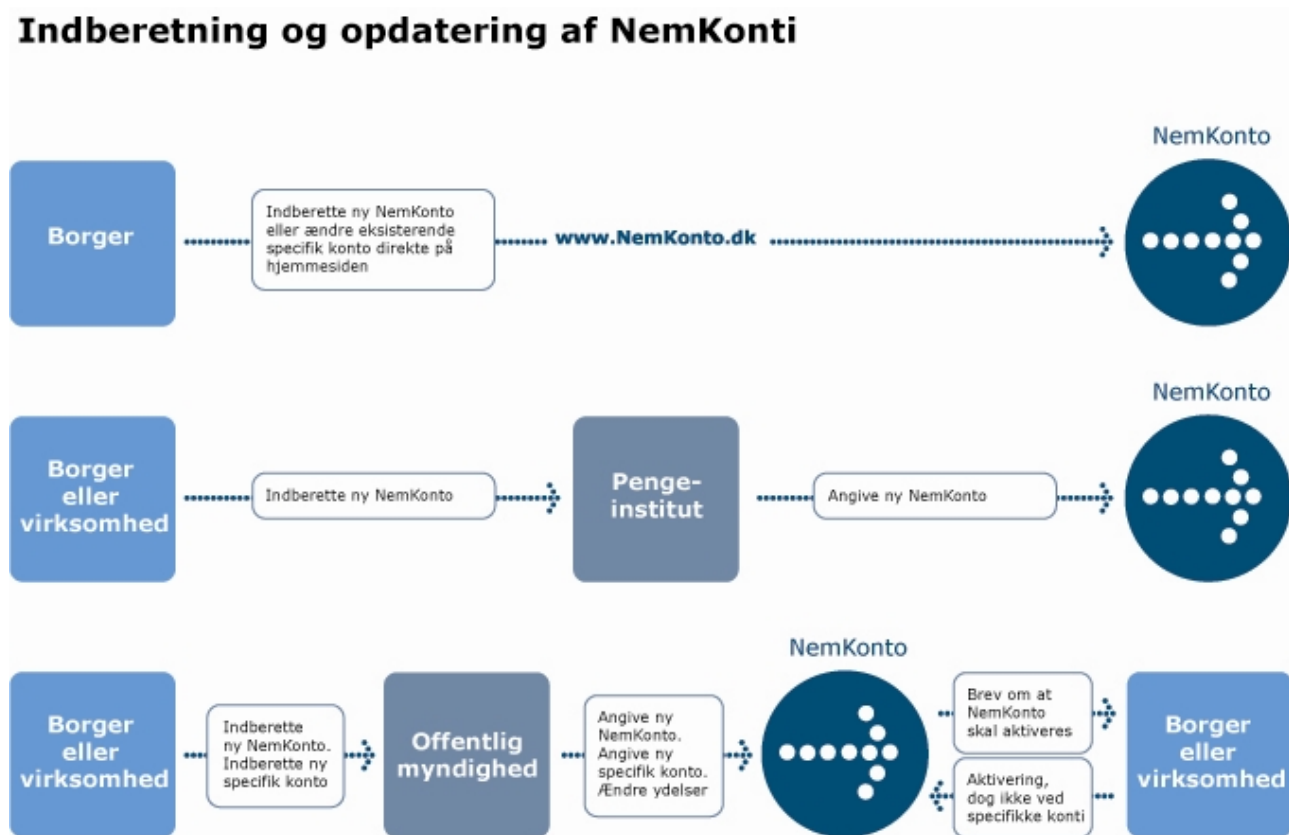 Indberetning og opdatering af NemKonti
NemKonto
Borger
Indberette ny NemKonto
eller ændre eksisterende
specifik konto direkte på
hjemmesiden
www.NemKonto.dk
NemKonto
Borger
eller
virksomhed
Indberette ny NemKonto
Penge-
institut
Angive ny NemKonto
NemKonto
Borger
eller
virksomhed
Indberette
ny NemKonto.
Indberette ny
specifik konto
Offentlig
myndighed
Angive ny
NemKonto.
Angive ny
specifik konto.
Ændre ydelser
Brev om at
NemKonto
skal aktiveres
Aktivering,
dog ikke ved
specifikke konti
Borger
eller
virksomhed